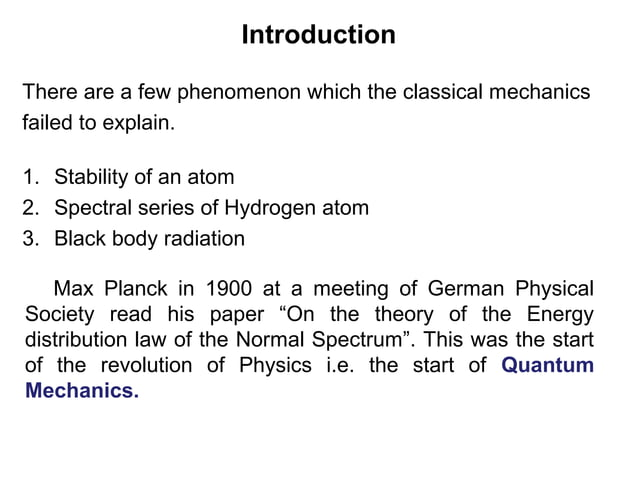 Introduction
There are a few phenomenon which the classical mechanics
failed to explain.
1. Stability of an atom
2. Spectral series of Hydrogen atom
3. Black body radiation
Max Planck in 1900 at a meeting of German Physical
Society read his paper “On the theory of the Energy
distribution law of the Normal Spectrum”. This was the start
of the revolution of Physics i.e. the start of Quantum
Mechanics.